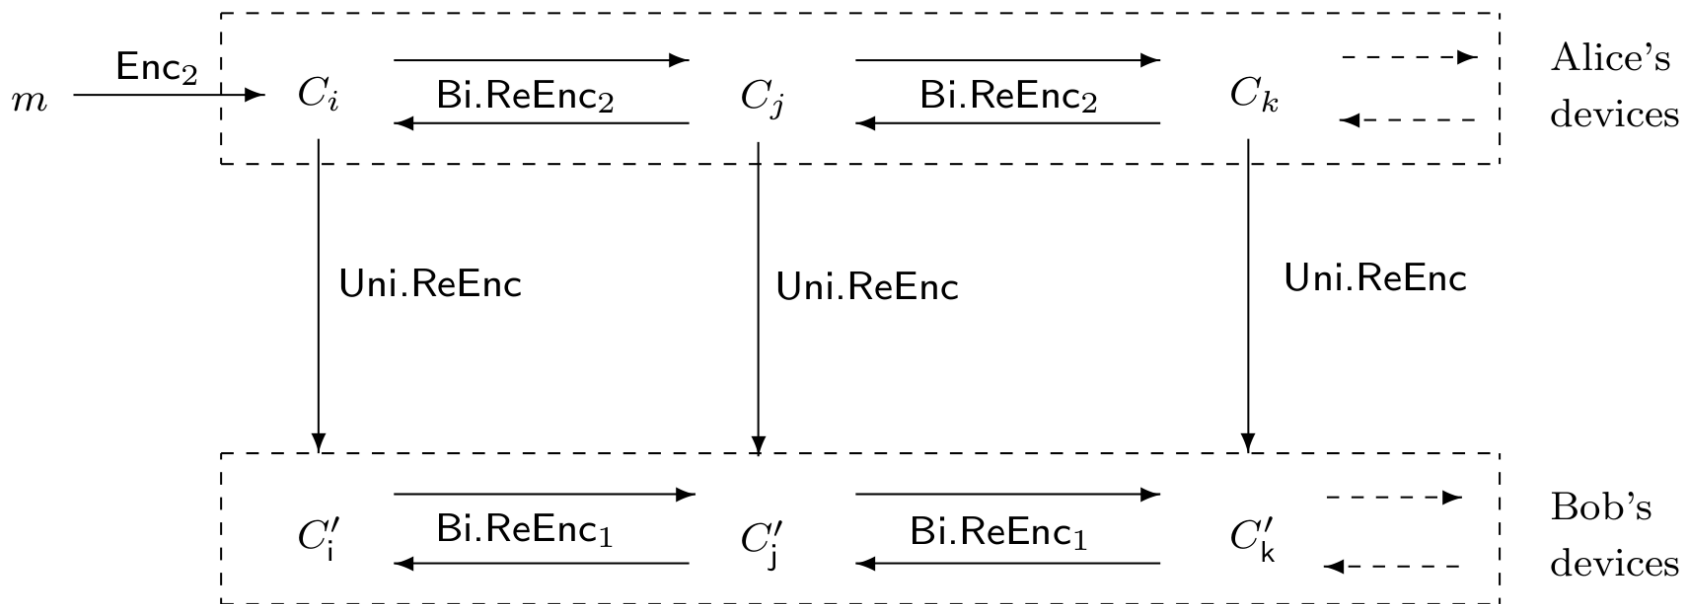 m Enc₂ Cᵢ Bi.ReEnc₂ Cⱼ Bi.ReEnc₂ Cₖ Alice's
devices
Uni.ReEnc Uni.ReEnc Uni.ReEnc
C′ᵢ Bi.ReEnc₁ C′ⱼ Bi.ReEnc₁ C′ₖ Bob's
devices